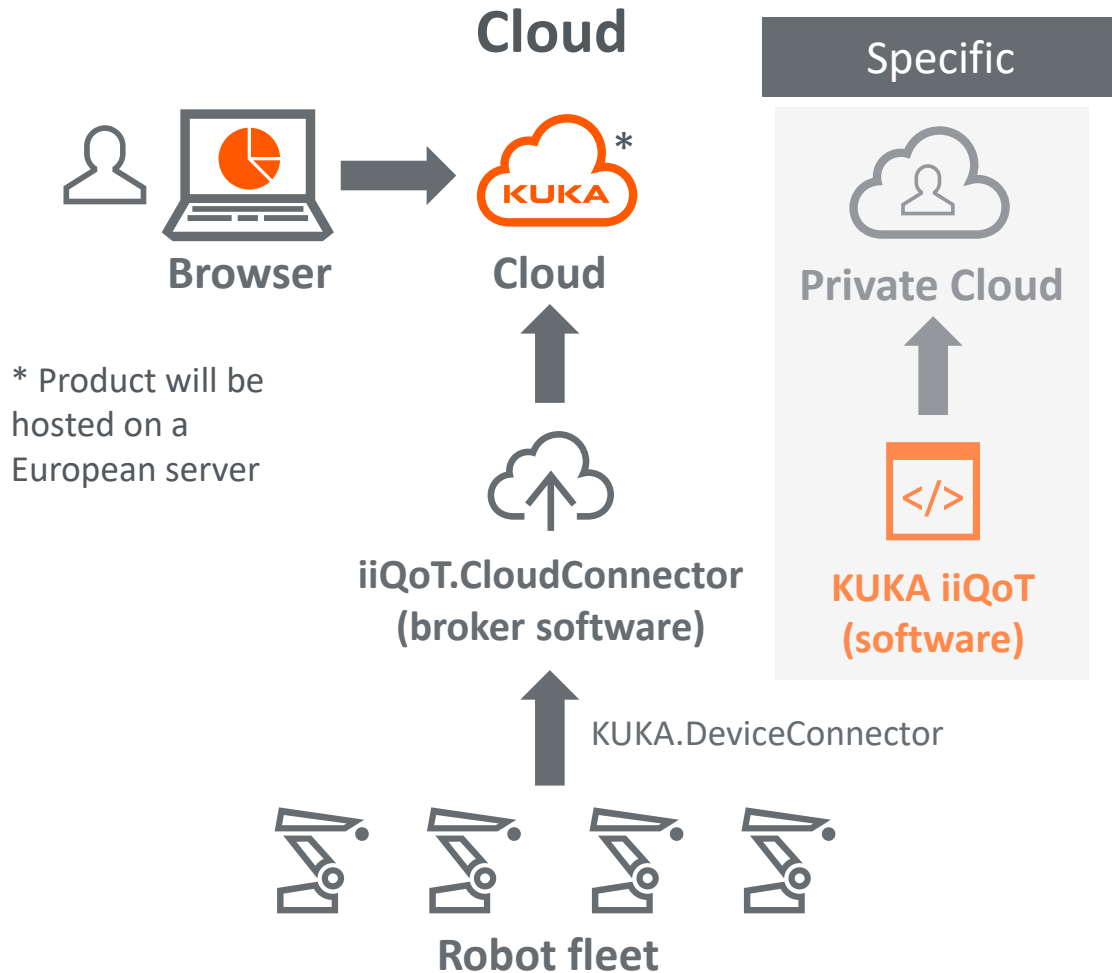 Cloud
Specific
*
KUKA
Browser
Cloud
Private Cloud
* Product will be
hosted on a
European server
</>
iiQoT.CloudConnector
(broker software)
KUKA iiQoT
(software)
KUKA.DeviceConnector
Robot fleet